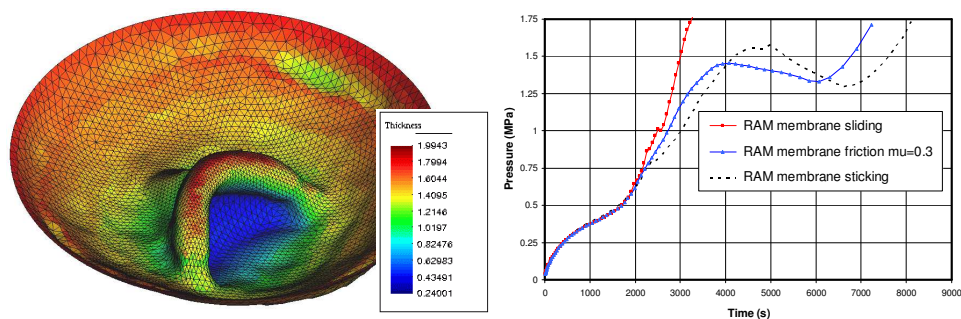 Thickness
1.9943
1.7994
1.6044
1.4095
1.2146
1.0197
0.82476
0.62983
0.43491
0.24001
Pressure (MPa)
1.75
1.5
1.25
1
0.75
0.5
0.25
0
RAM membrane sliding
RAM membrane friction mu=0.3
RAM membrane sticking
0 1000 2000 3000 4000 5000 6000 7000 8000 9000
Time (s)